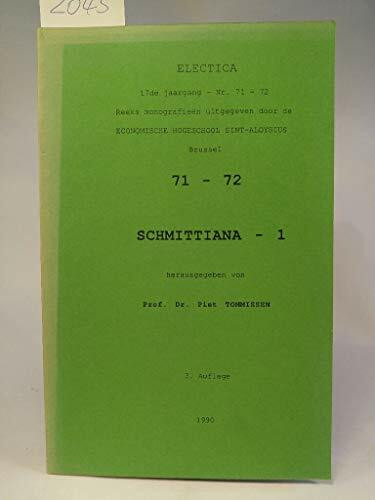 2045
ELECTICA
17de jaargang - Nr. 71 - 72
Reeks monografieën uitgegeven door de
ECONOMISCHE HOGESCHOOL SINT-ALOYSIUS
Brussel
71 - 72
SCHMITTIANA - 1
herausgegeben von
Prof. Dr. Piet TOMMISSEN
3. Auflage
1990